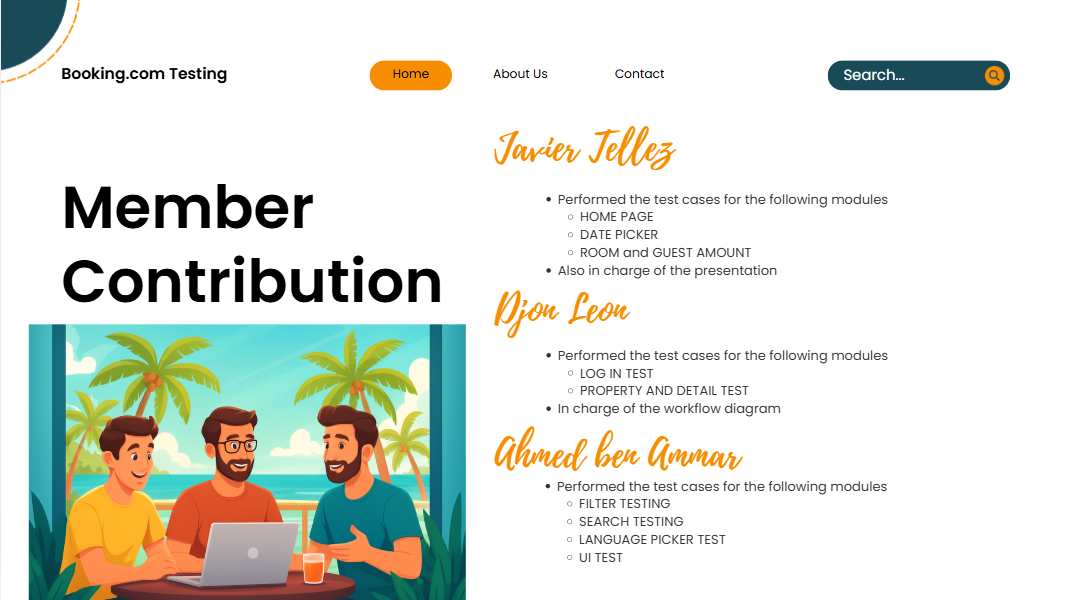 Booking.com Testing
Home
About Us
Contact
Search...
Member
Contribution
Javier Tellez
• Performed the test cases for the following modules
○ HOME PAGE
○ DATE PICKER
○ ROOM and GUEST AMOUNT
• Also in charge of the presentation
Djon Leon
• Performed the test cases for the following modules
○ LOG IN TEST
○ PROPERTY AND DETAIL TEST
• In charge of the workflow diagram
Ahmed ben Ammar
• Performed the test cases for the following modules
○ FILTER TESTING
○ SEARCH TESTING
○ LANGUAGE PICKER TEST
○ UI TEST